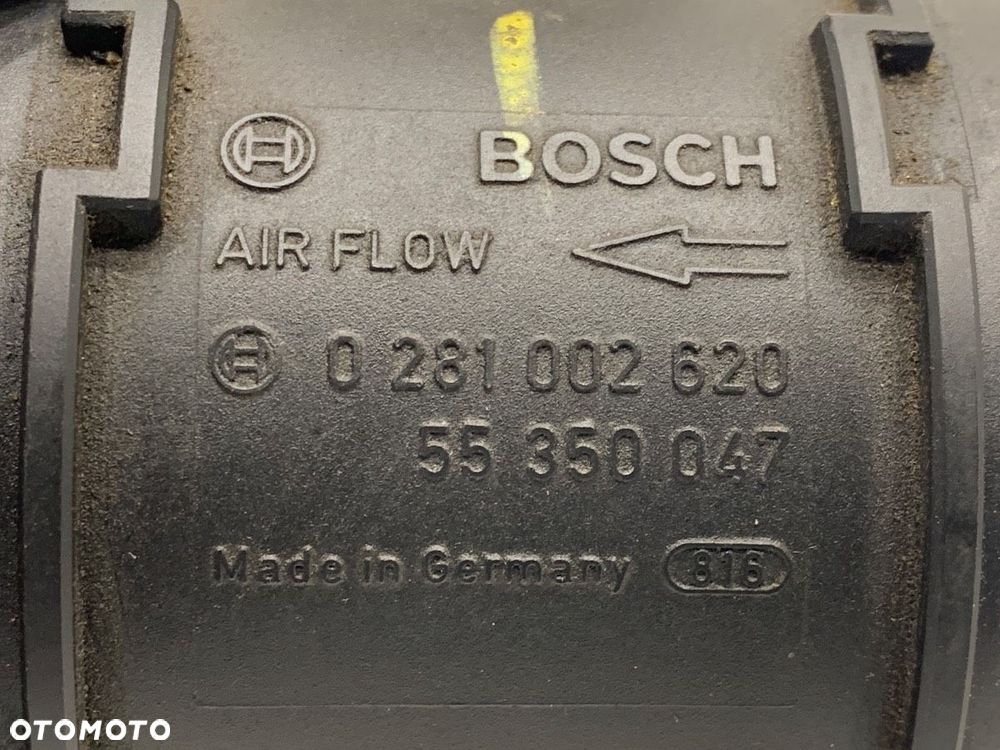 BOSCH
AIR FLOW
0 281 002 620
55 350 047
Made in Germany 816
OTOMOTO